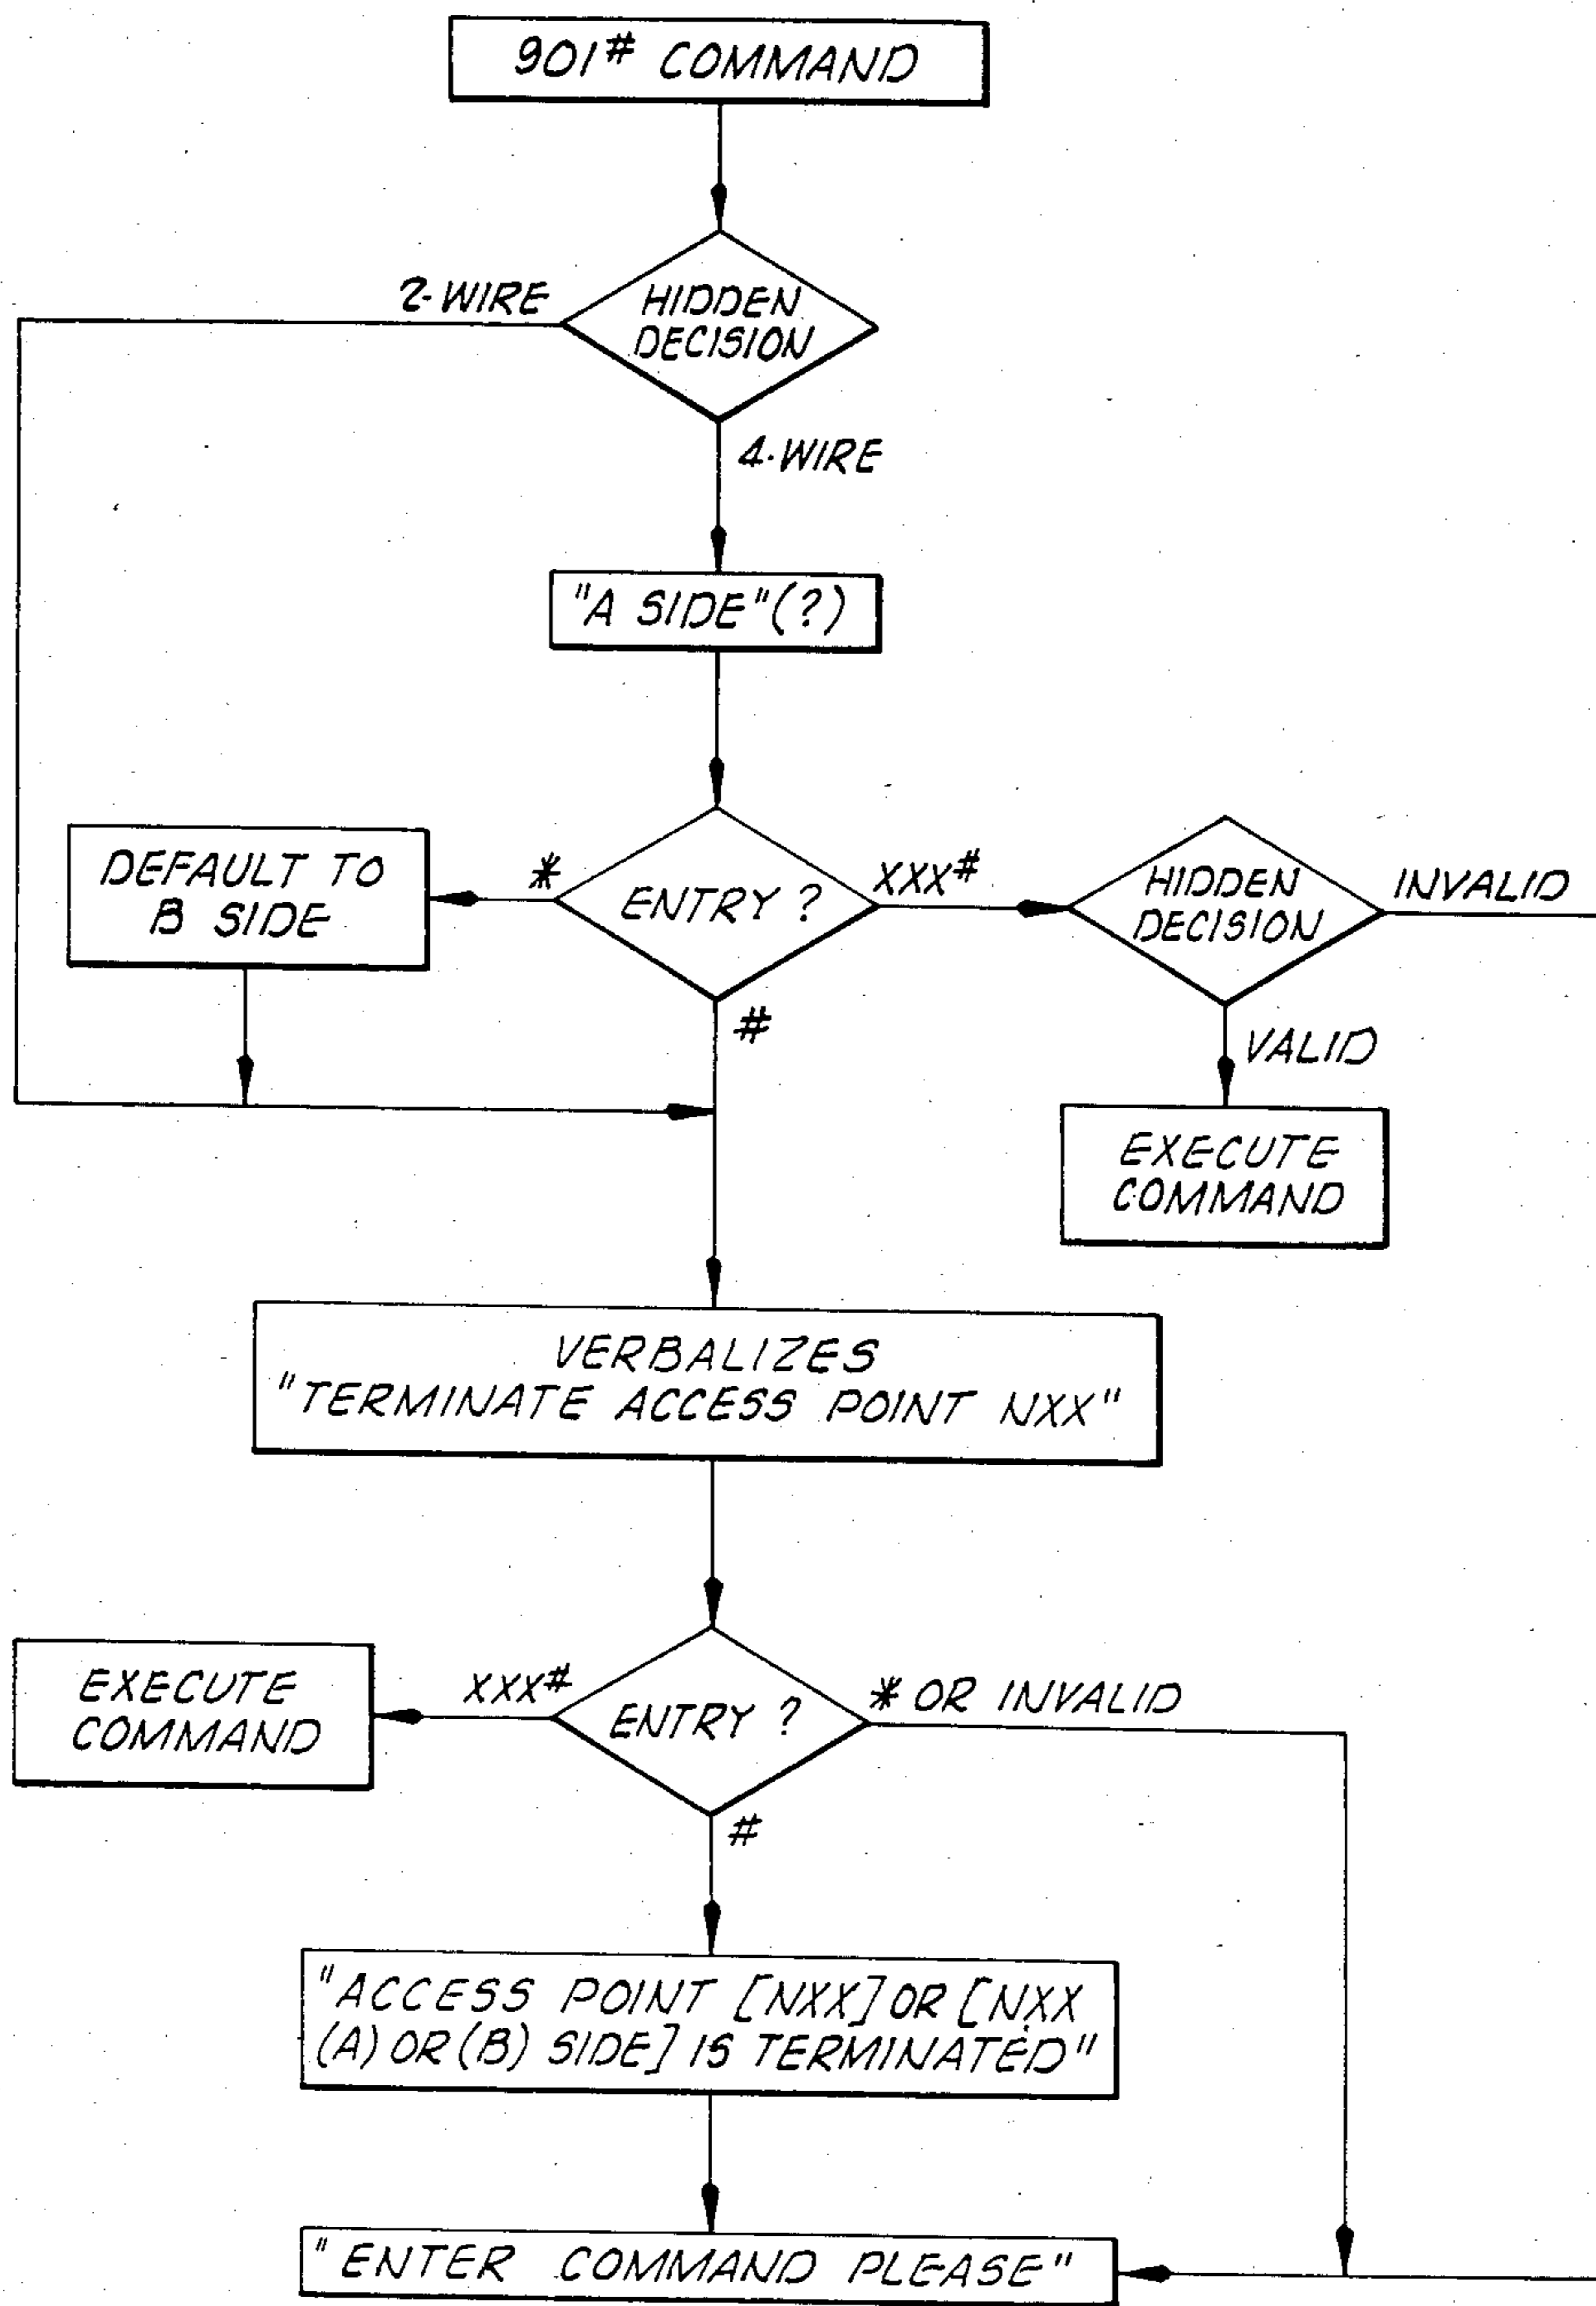 901# COMMAND
2-WIRE
HIDDEN
DECISION
4-WIRE
"A SIDE"(?)
DEFAULT TO
B SIDE
*
ENTRY ?
XXX#
HIDDEN
DECISION
INVALID
#
VALID
EXECUTE
COMMAND
VERBALIZES
"TERMINATE ACCESS POINT NXX"
EXECUTE
COMMAND
XXX#
ENTRY ?
* OR INVALID
#
"ACCESS POINT [NXX] OR [NXX
(A) OR (B) SIDE] IS TERMINATED"
"ENTER COMMAND PLEASE"